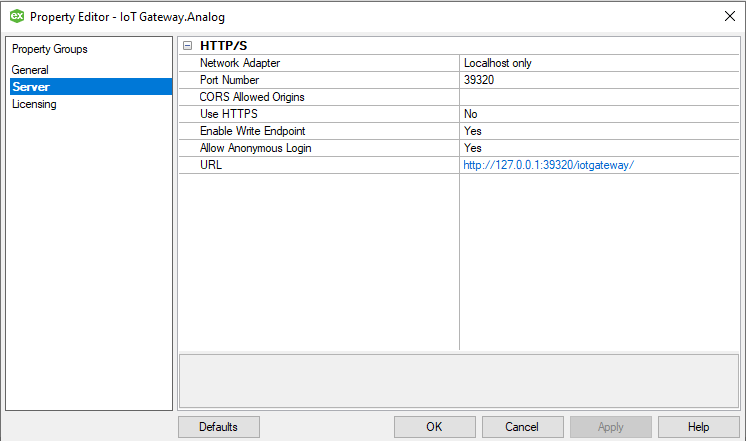 ex Property Editor - IoT Gateway.Analog
Property Groups
General
Server
Licensing
HTTP/S
Network Adapter Localhost only
Port Number 39320
CORS Allowed Origins
Use HTTPS No
Enable Write Endpoint Yes
Allow Anonymous Login Yes
URL http://127.0.0.1:39320/iotgateway/
Defaults OK Cancel Apply Help